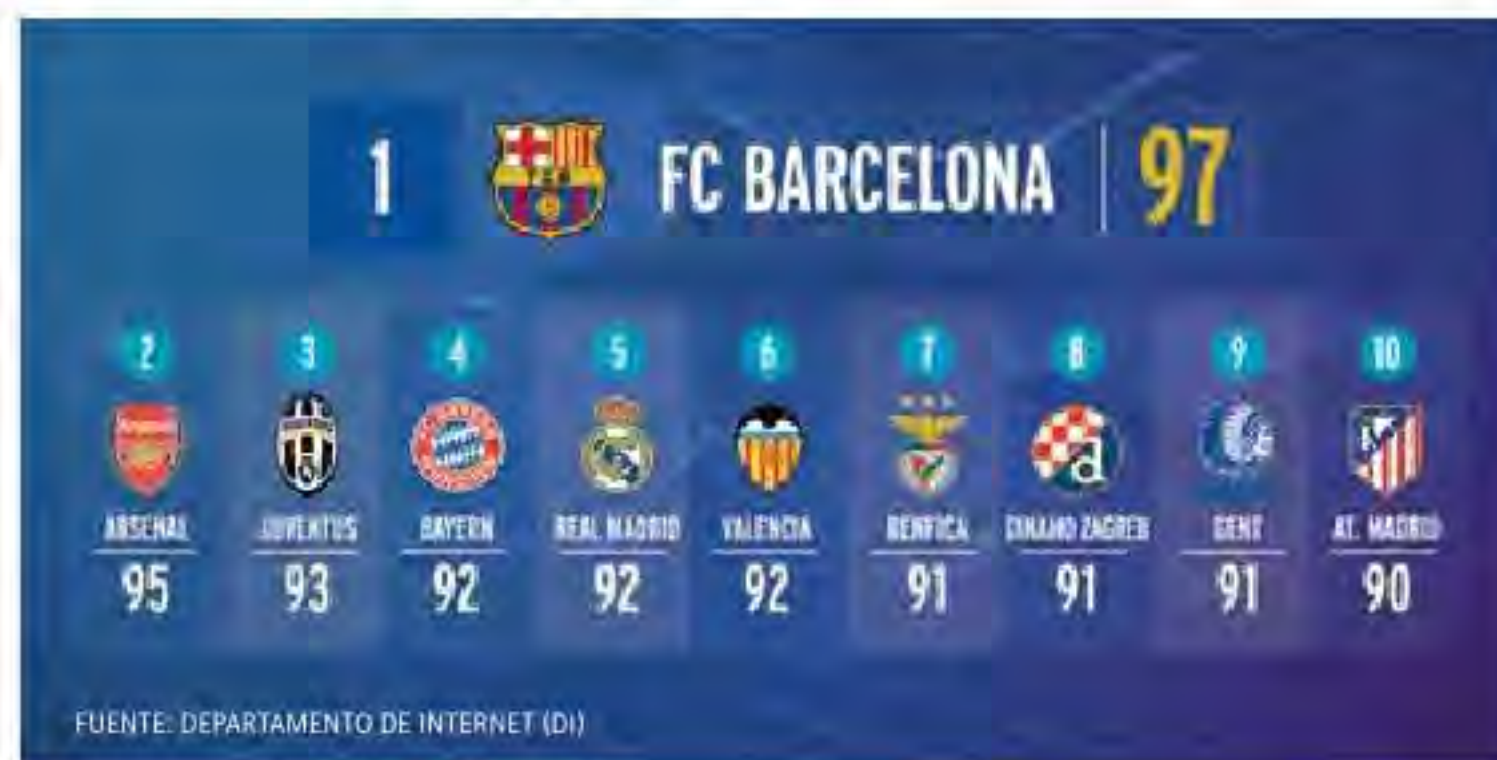 1 FC BARCELONA 97
2 3 4 5 6 7 8 9 10
ARSENAL JUVENTUS BAYERN REAL MADRID VALENCIA BENFICA DINAMO ZAGREB GENT AT. MADRID
95 93 92 92 92 91 91 91 90
FUENTE: DEPARTAMENTO DE INTERNET (DI)